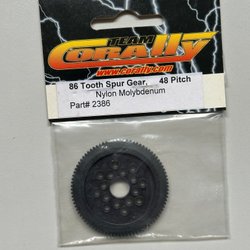 TEAM
CORALLY
www.corally.com
86 Tooth Spur Gear. 48 Pitch
Nylon Molybdenum
Part# 2386